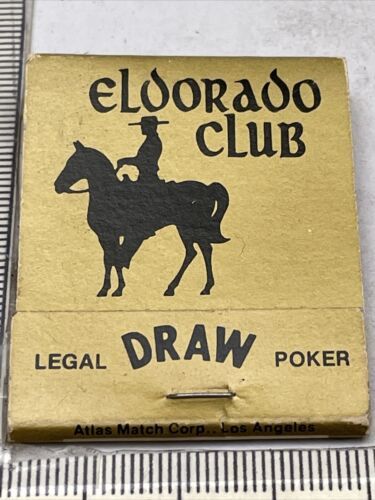 ELDORADO
CLUB
LEGAL DRAW POKER
Atlas Match Corp., Los Angeles